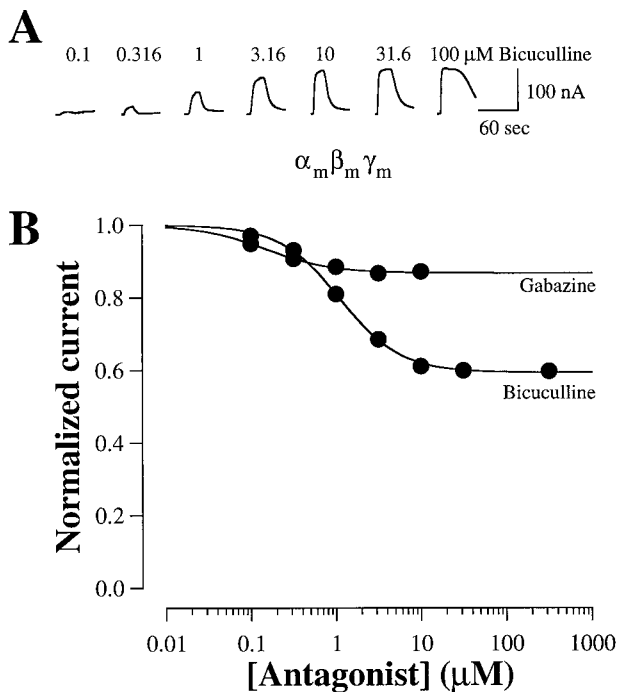 A
0.1 0.316 1 3.16 10 31.6 100 μM Bicuculline
100 nA
60 sec
αmβmγm
B
Normalized current
1.0
0.8
0.6
0.4
0.2
0.0
Gabazine
Bicuculline
0.01 0.1 1 10 100 1000
[Antagonist] (μM)